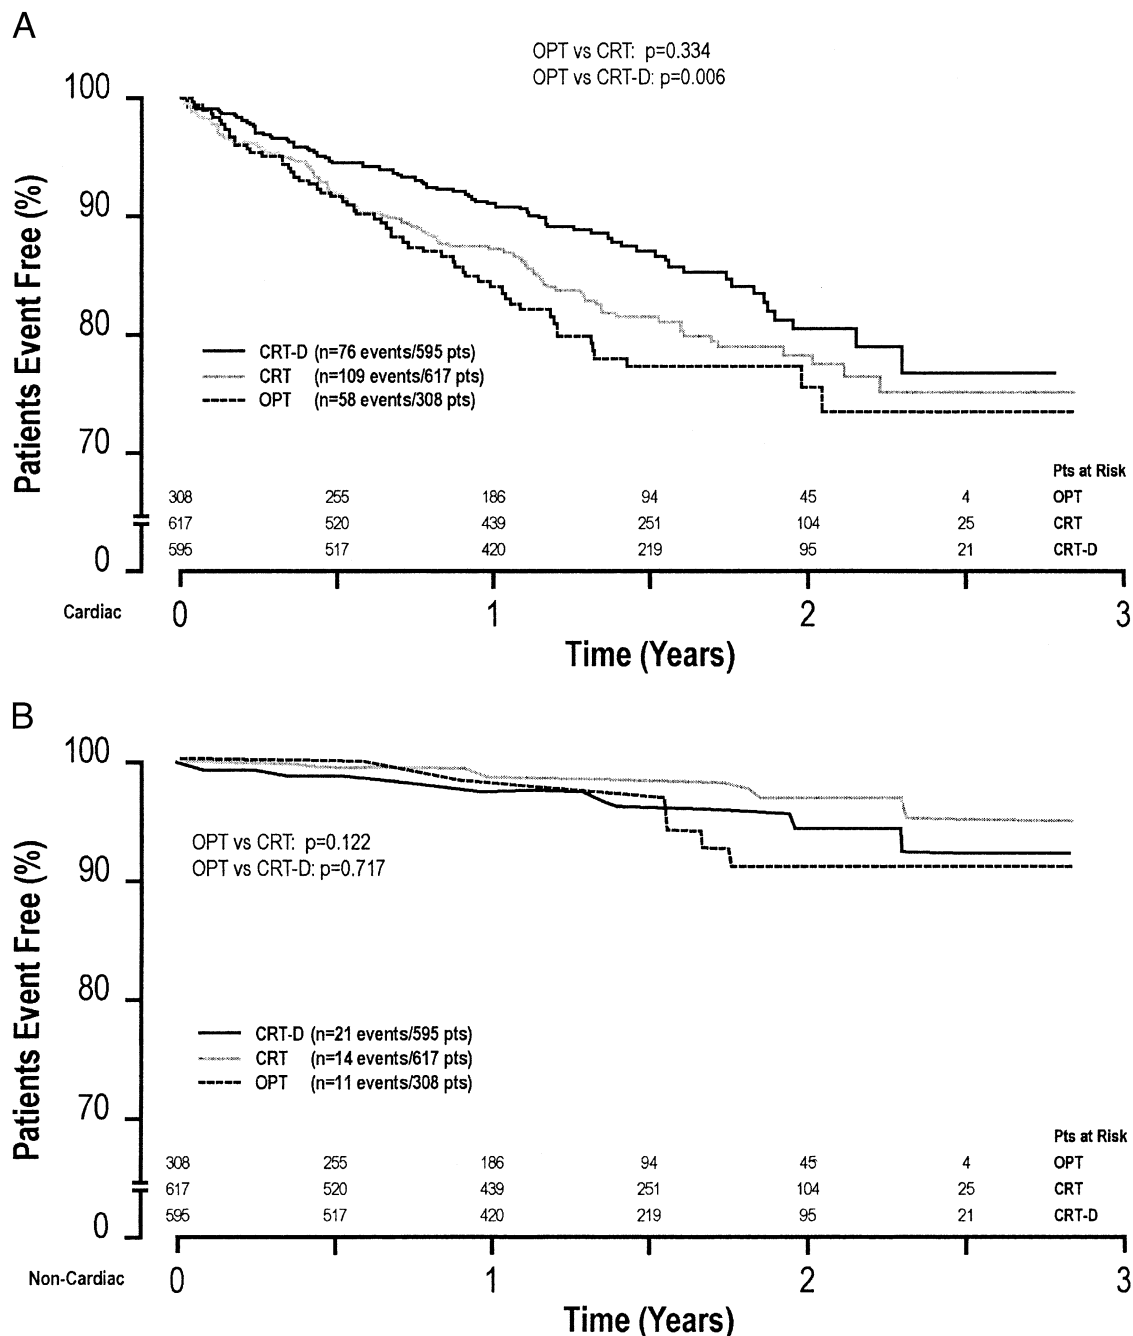 A
OPT vs CRT: p=0.334
OPT vs CRT-D: p=0.006
100
90
80
70
0
Patients Event Free (%)
CRT-D (n=76 events/595 pts)
CRT (n=109 events/617 pts)
OPT (n=58 events/308 pts)
Pts at Risk
308 255 186 94 45 4 OPT
617 520 439 251 104 25 CRT
595 517 420 219 95 21 CRT-D
Cardiac 0 1 2 3
Time (Years)
B
100
90
80
70
0
Patients Event Free (%)
OPT vs CRT: p=0.122
OPT vs CRT-D: p=0.717
CRT-D (n=21 events/595 pts)
CRT (n=14 events/617 pts)
OPT (n=11 events/308 pts)
Pts at Risk
308 255 186 94 45 4 OPT
617 520 439 251 104 25 CRT
595 517 420 219 95 21 CRT-D
Non-Cardiac 0 1 2 3
Time (Years)